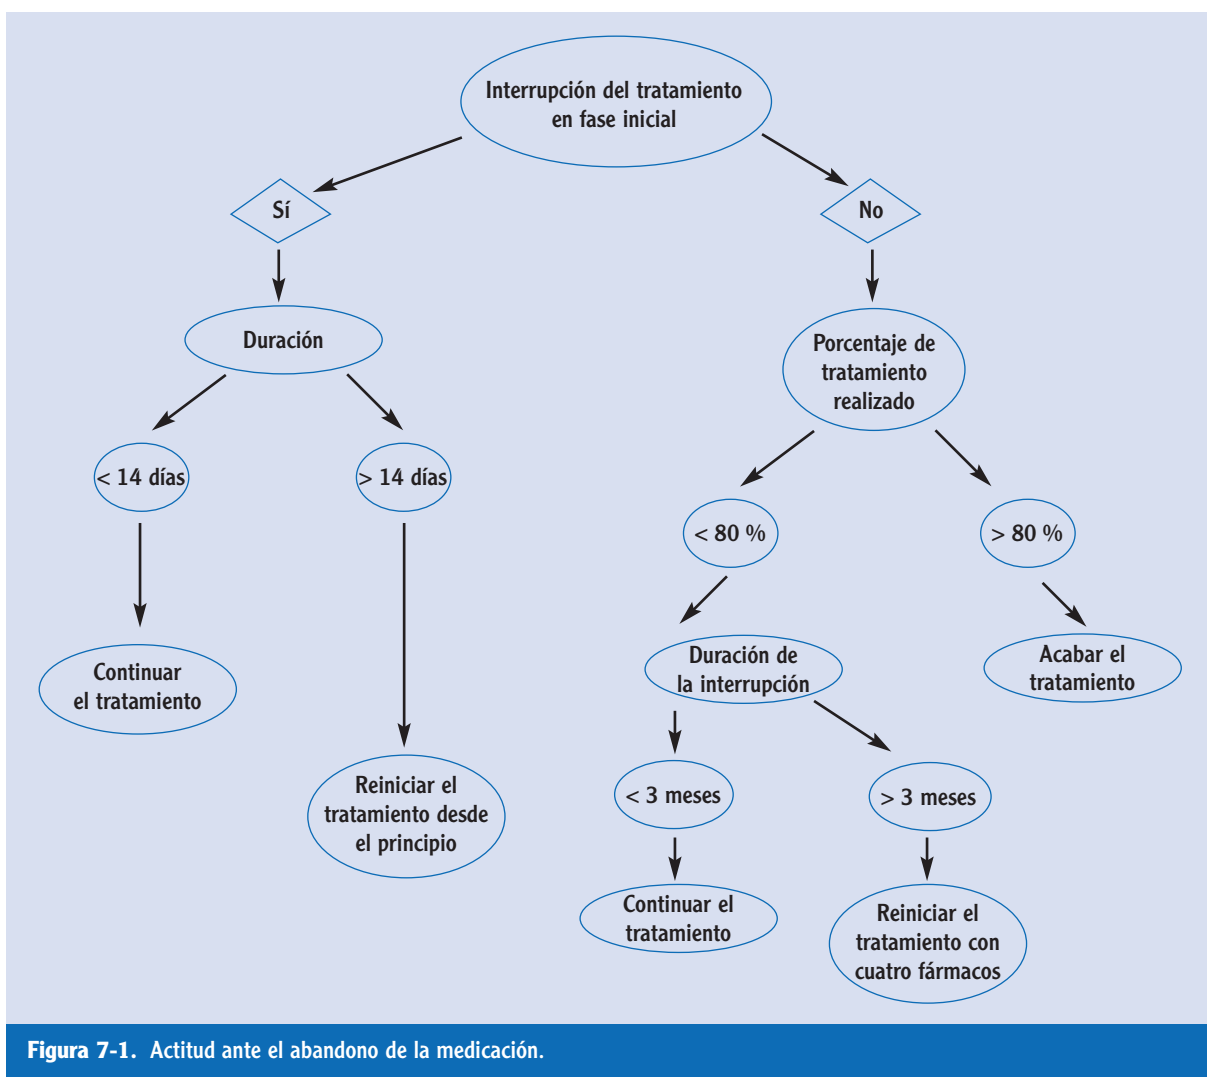 Interrupción del tratamiento
en fase inicial
Sí
No
Duración
Porcentaje de
tratamiento
realizado
< 14 días
> 14 días
< 80 %
> 80 %
Continuar
el tratamiento
Duración de
la interrupción
Acabar el
tratamiento
Reiniciar el
tratamiento desde
el principio
< 3 meses
> 3 meses
Continuar el
tratamiento
Reiniciar el
tratamiento con
cuatro fármacos
Figura 7-1. Actitud ante el abandono de la medicación.